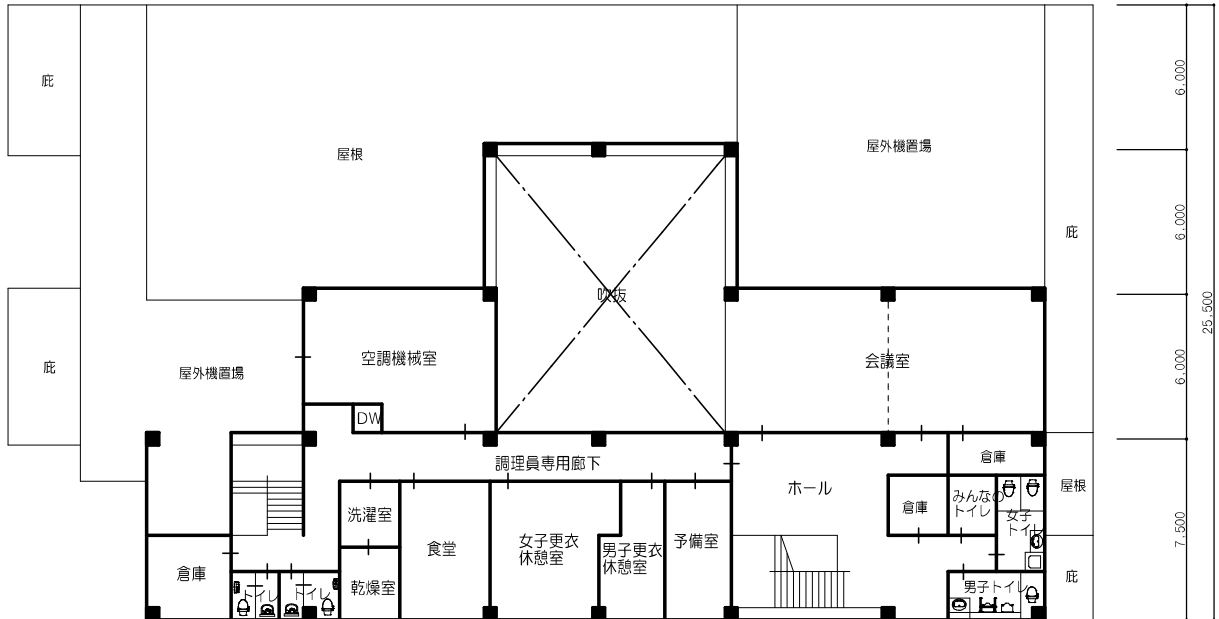 庇
6.000
屋外機置場
屋根
6.000
庇
吹抜
25.500
空調機械室
会議室
庇
屋外機置場
6.000
DW
調理員専用廊下
倉庫
ホール
屋根
みんなの
トイレ
洗濯室
倉庫
女子
トイレ
7.500
女子更衣
休憩室
男子更衣
休憩室
予備室
食堂
倉庫
乾燥室
男子トイレ
庇
トイレ
トイレ